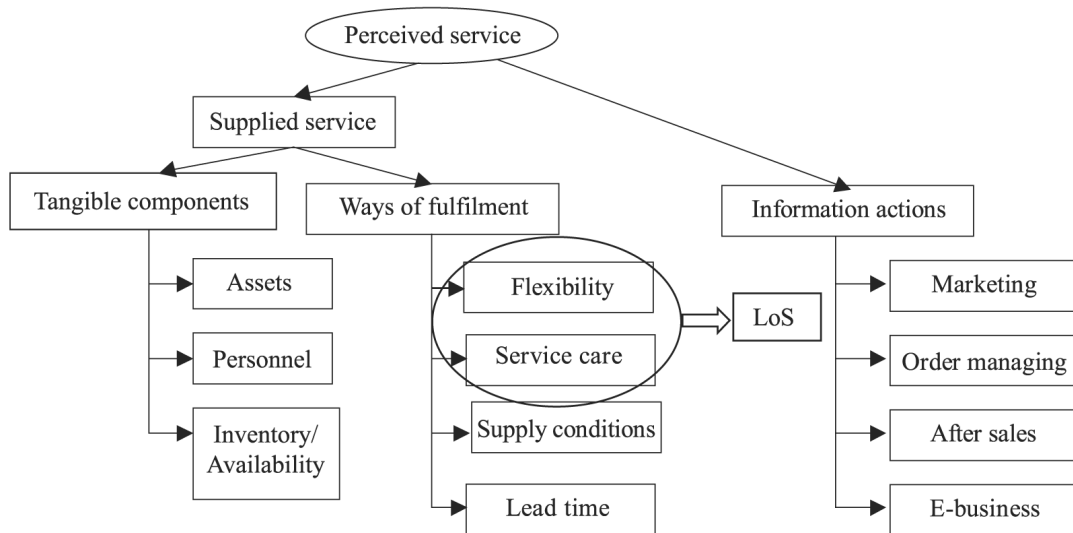 Perceived service
Supplied service
Tangible components
Ways of fulfilment
Information actions
Assets
Personnel
Inventory/
Availability
Flexibility
Service care
Supply conditions
Lead time
LoS
Marketing
Order managing
After sales
E-business